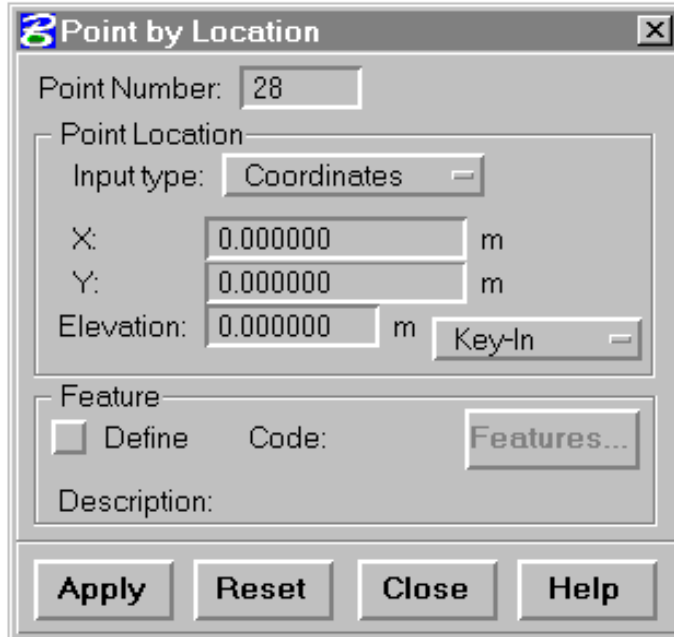 Point by Location
Point Number: 28
Point Location
Input type: Coordinates
X: 0.000000 m
Y: 0.000000 m
Elevation: 0.000000 m Key-In
Feature
Define Code: Features...
Description:
Apply Reset Close Help